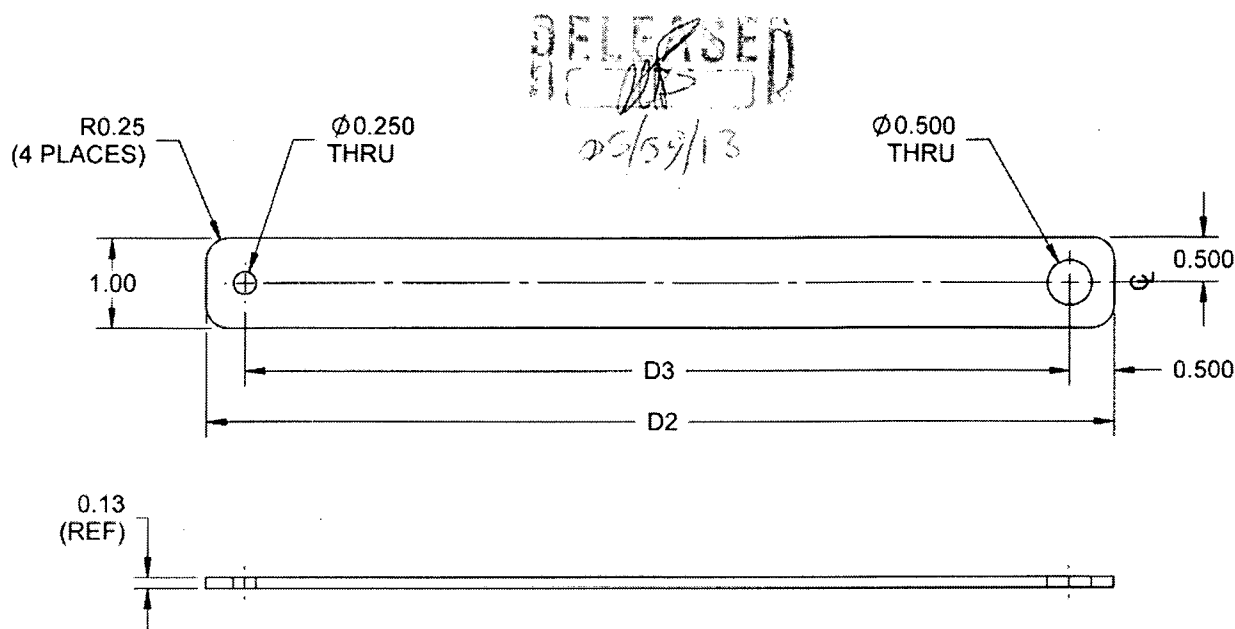 RELEASED
R0.25
(4 PLACES)
Ø0.250
THRU
Ø0.500
THRU
1.00
0.500
℄
D3
0.500
D2
0.13
(REF)